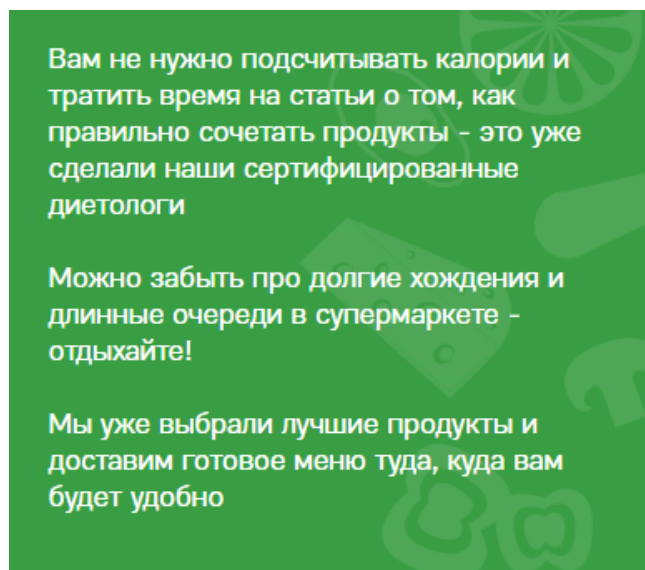 Вам не нужно подсчитывать калории и
тратить время на статьи о том, как
правильно сочетать продукты - это уже
сделали наши сертифицированные
диетологи
Можно забыть про долгие хождения и
длинные очереди в супермаркете -
отдыхайте!
Мы уже выбрали лучшие продукты и
доставим готовое меню туда, куда вам
будет удобно